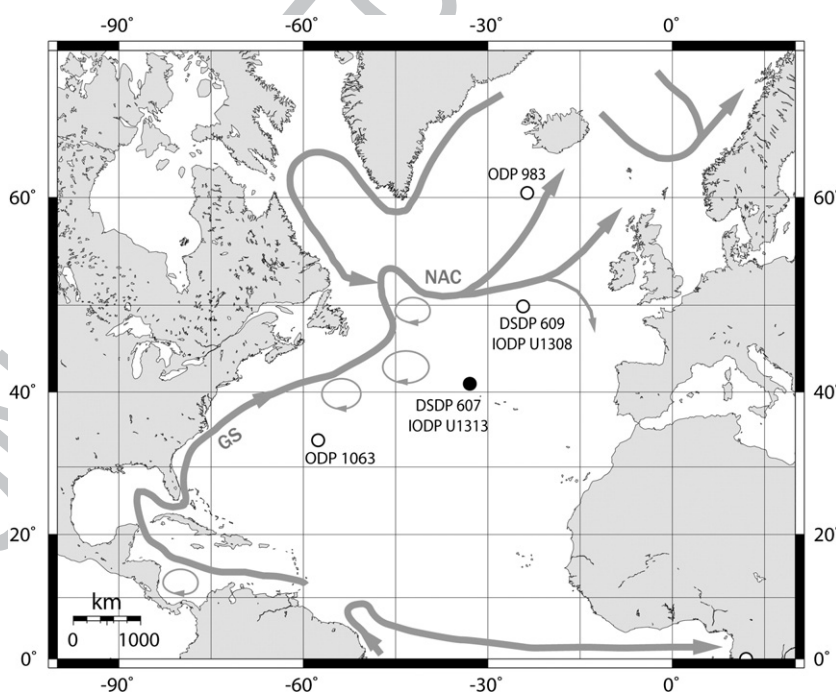 -90˚ -60˚ -30˚ 0˚
60˚ 60˚
ODP 983
NAC
DSDP 609
IODP U1308
40˚ 40˚
DSDP 607
IODP U1313
GS
ODP 1063
20˚ 20˚
km
0 1000
0˚ 0˚
-90˚ -60˚ -30˚ 0˚